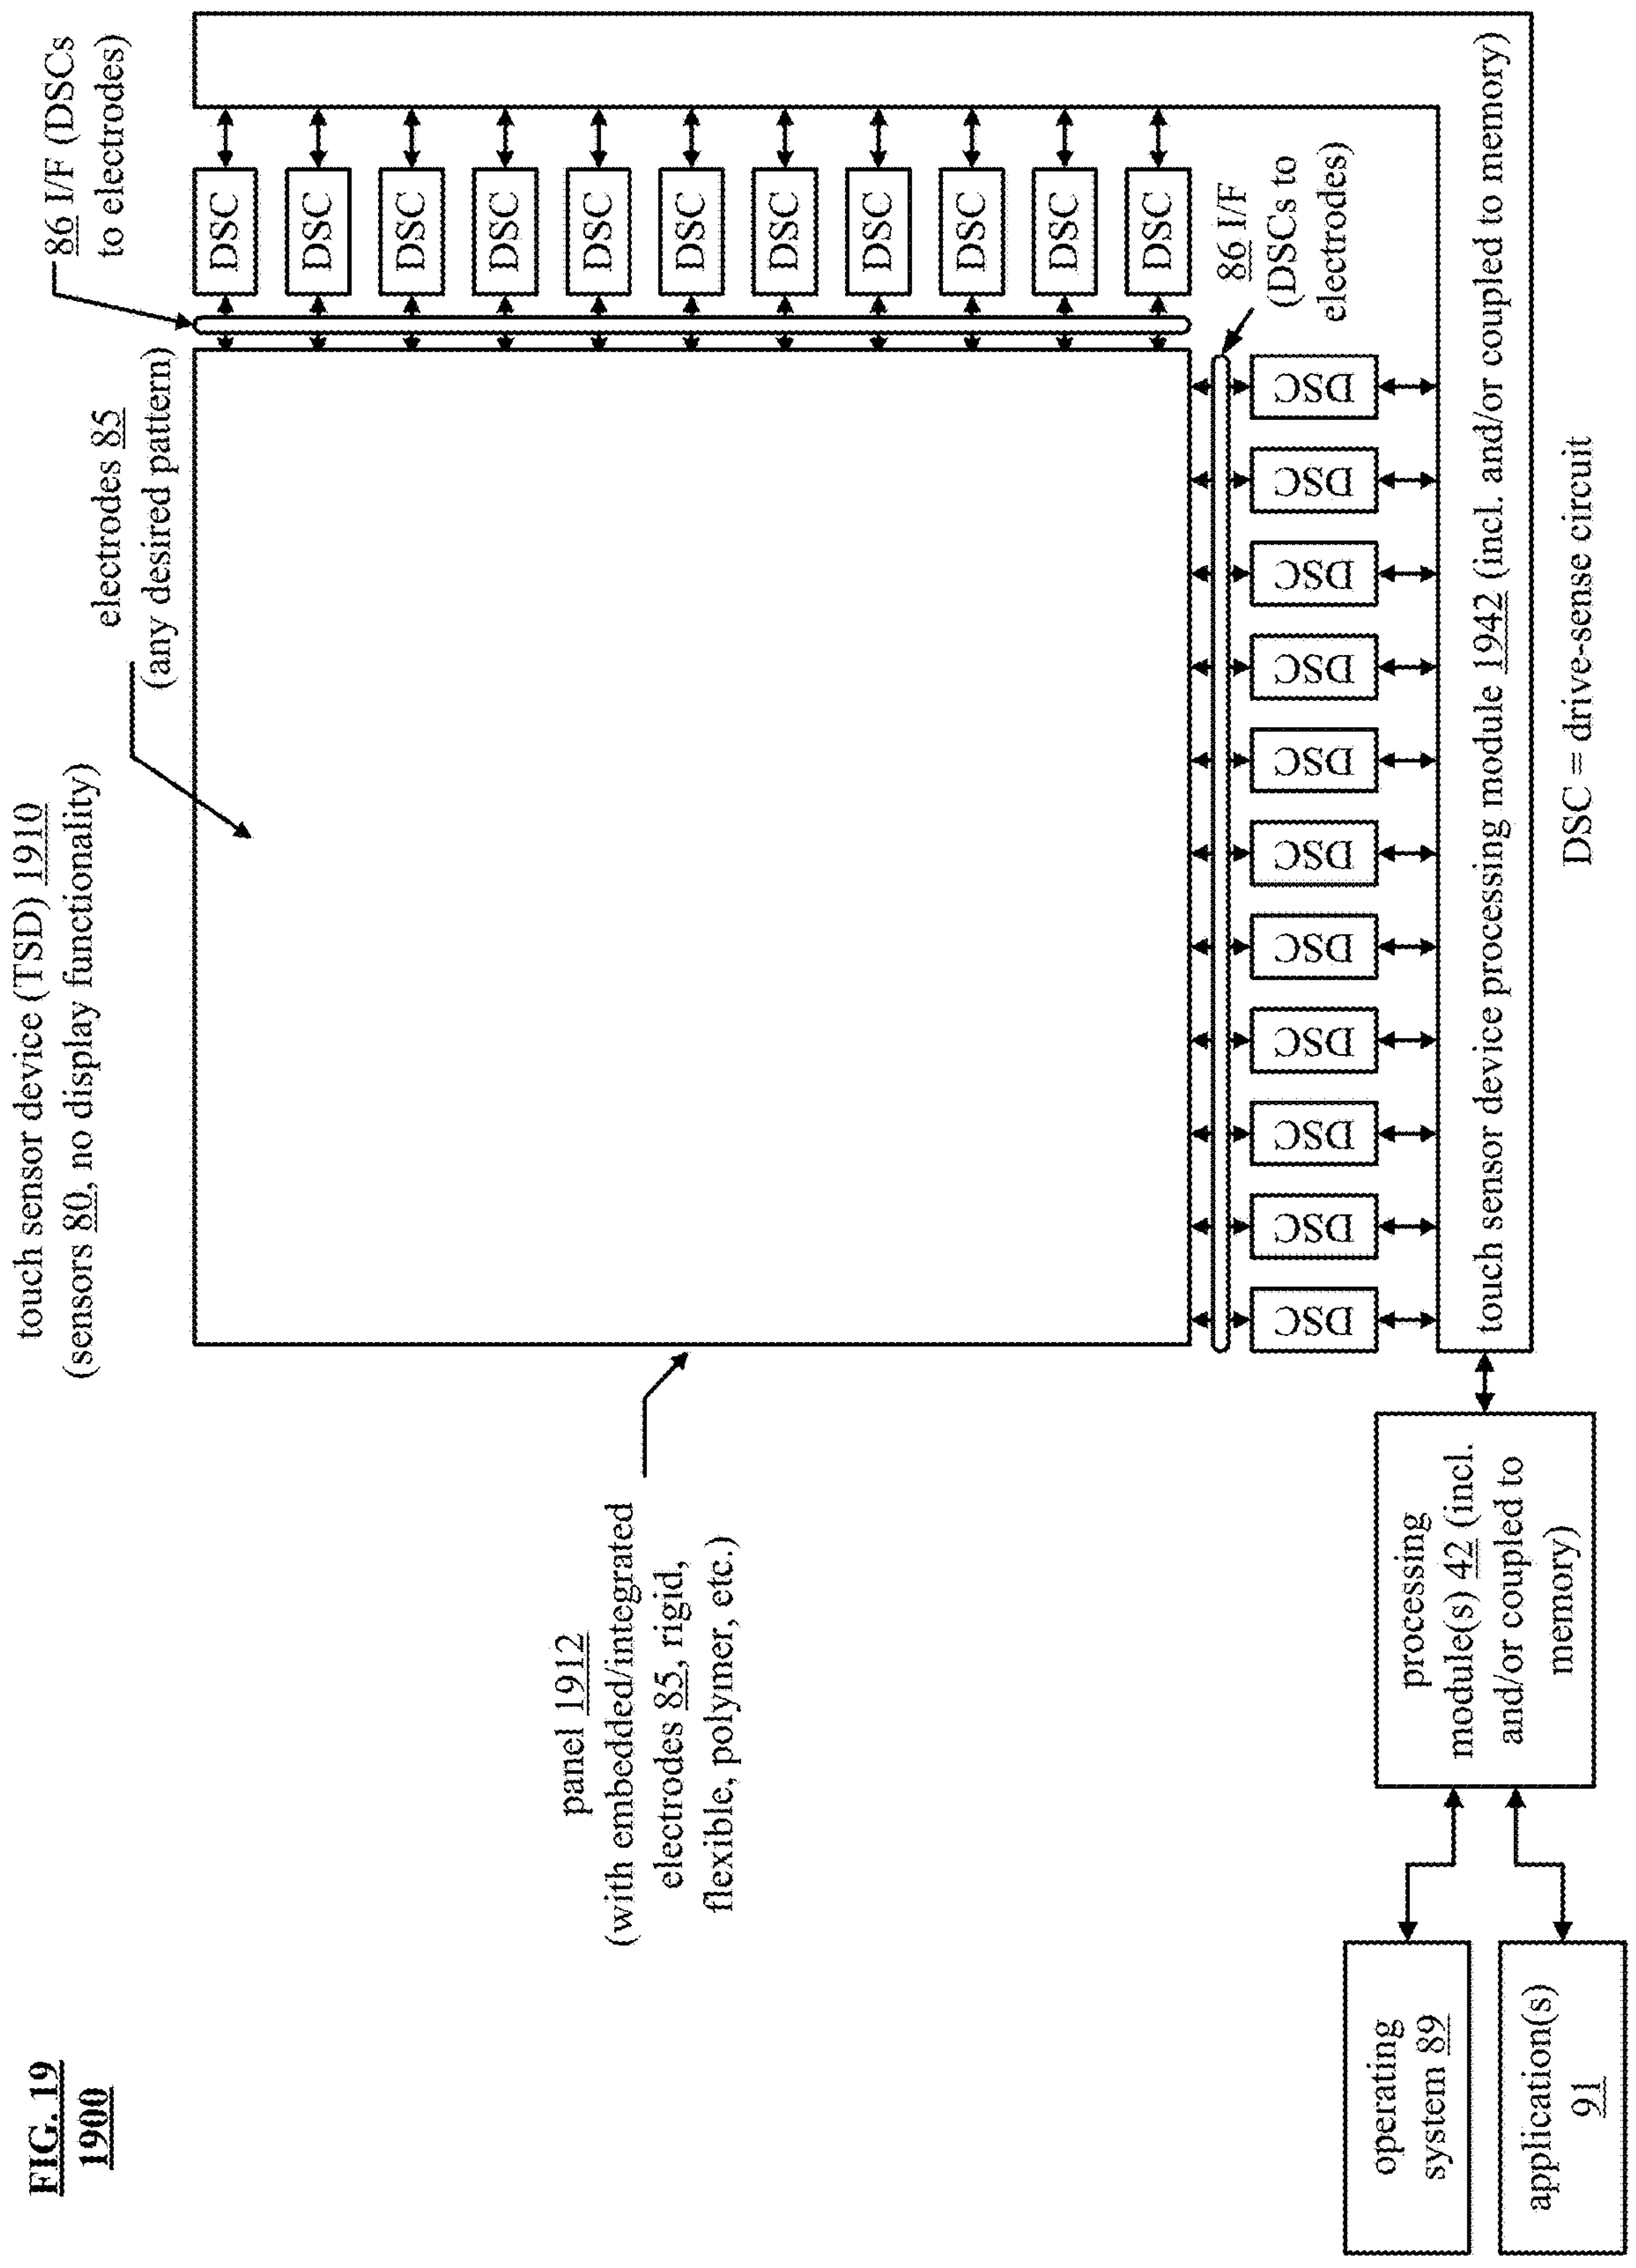 FIG. 19
1900
touch sensor device (TSD) 1910
(sensors 80, no display functionality)
electrodes 85
(any desired pattern)
86 I/F (DSCs
to electrodes)
panel 1912
(with embedded/integrated
electrodes 85, rigid,
flexible, polymer, etc.)
DSC
DSC
DSC
DSC
DSC
DSC
DSC
DSC
DSC
DSC
DSC
86 I/F
(DSCs to
electrodes)
DSC
DSC
DSC
DSC
DSC
DSC
DSC
DSC
DSC
DSC
DSC
touch sensor device processing module 1942 (incl. and/or coupled to memory)
operating
system 89
application(s)
91
processing
module(s) 42 (incl.
and/or coupled to
memory)
DSC = drive-sense circuit